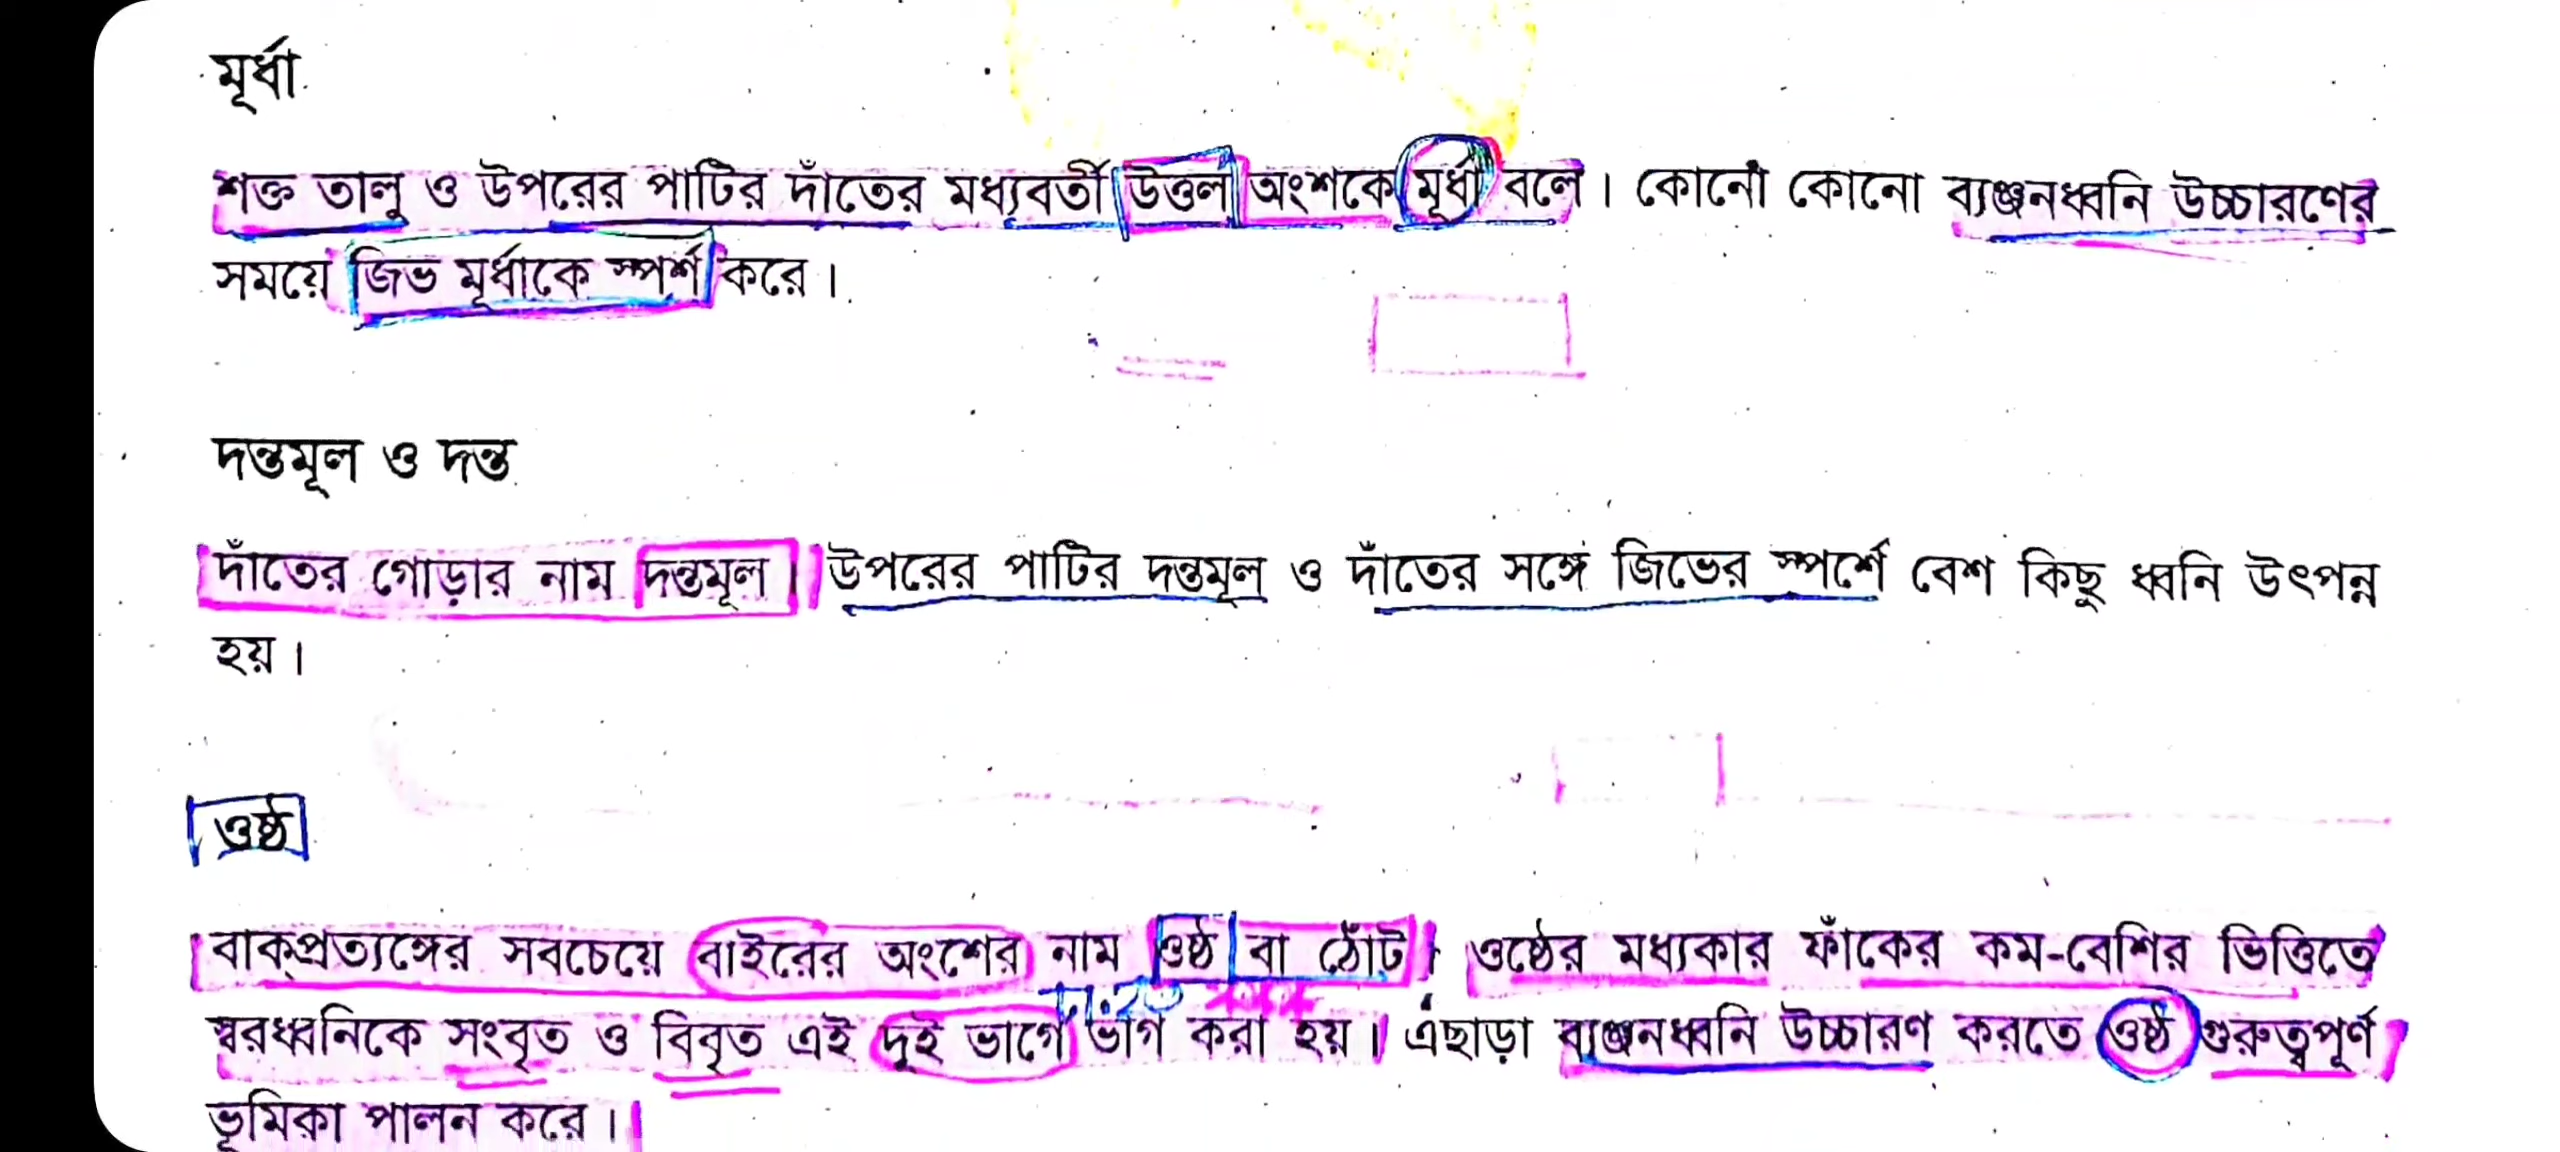 মূর্ধা
শক্ত তালু ও উপরের পাটির দাঁতের মধ্যবর্তী উত্তল অংশকে মূর্ধা বলে। কোনো কোনো ব্যঞ্জনধ্বনি উচ্চারণের
সময়ে জিভ মূর্ধাকে স্পর্শ করে।
দন্তমূল ও দন্ত
দাঁতের গোড়ার নাম দন্তমূল। উপরের পাটির দন্তমূল ও দাঁতের সঙ্গে জিভের স্পর্শে বেশ কিছু ধ্বনি উৎপন্ন
হয়।
ওষ্ঠ
বাক্‌প্রত্যঙ্গের সবচেয়ে বাইরের অংশের নাম ওষ্ঠ বা ঠোঁট। ওষ্ঠের মধ্যকার ফাঁকের কম-বেশির ভিত্তিতে
স্বরধ্বনিকে সংবৃত ও বিবৃত এই দুই ভাগে ভাগ করা হয়। এছাড়া ব্যঞ্জনধ্বনি উচ্চারণ করতে ওষ্ঠ গুরুত্বপূর্ণ
ভূমিকা পালন করে।